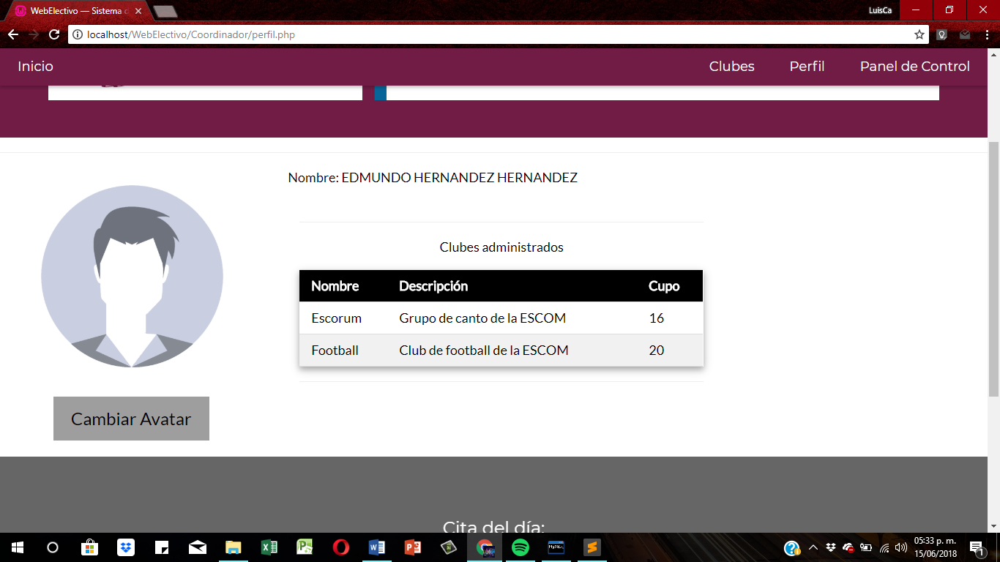 WebElectivo — Sistema d
LuisCa
localhost/WebElectivo/Coordinador/perfil.php
Inicio
Clubes
Perfil
Panel de Control
Nombre: EDMUNDO HERNANDEZ HERNANDEZ
Clubes administrados
Nombre Descripción Cupo
Escorum Grupo de canto de la ESCOM 16
Football Club de football de la ESCOM 20
Cambiar Avatar
Cita del día:
05:33 p. m.
15/06/2018